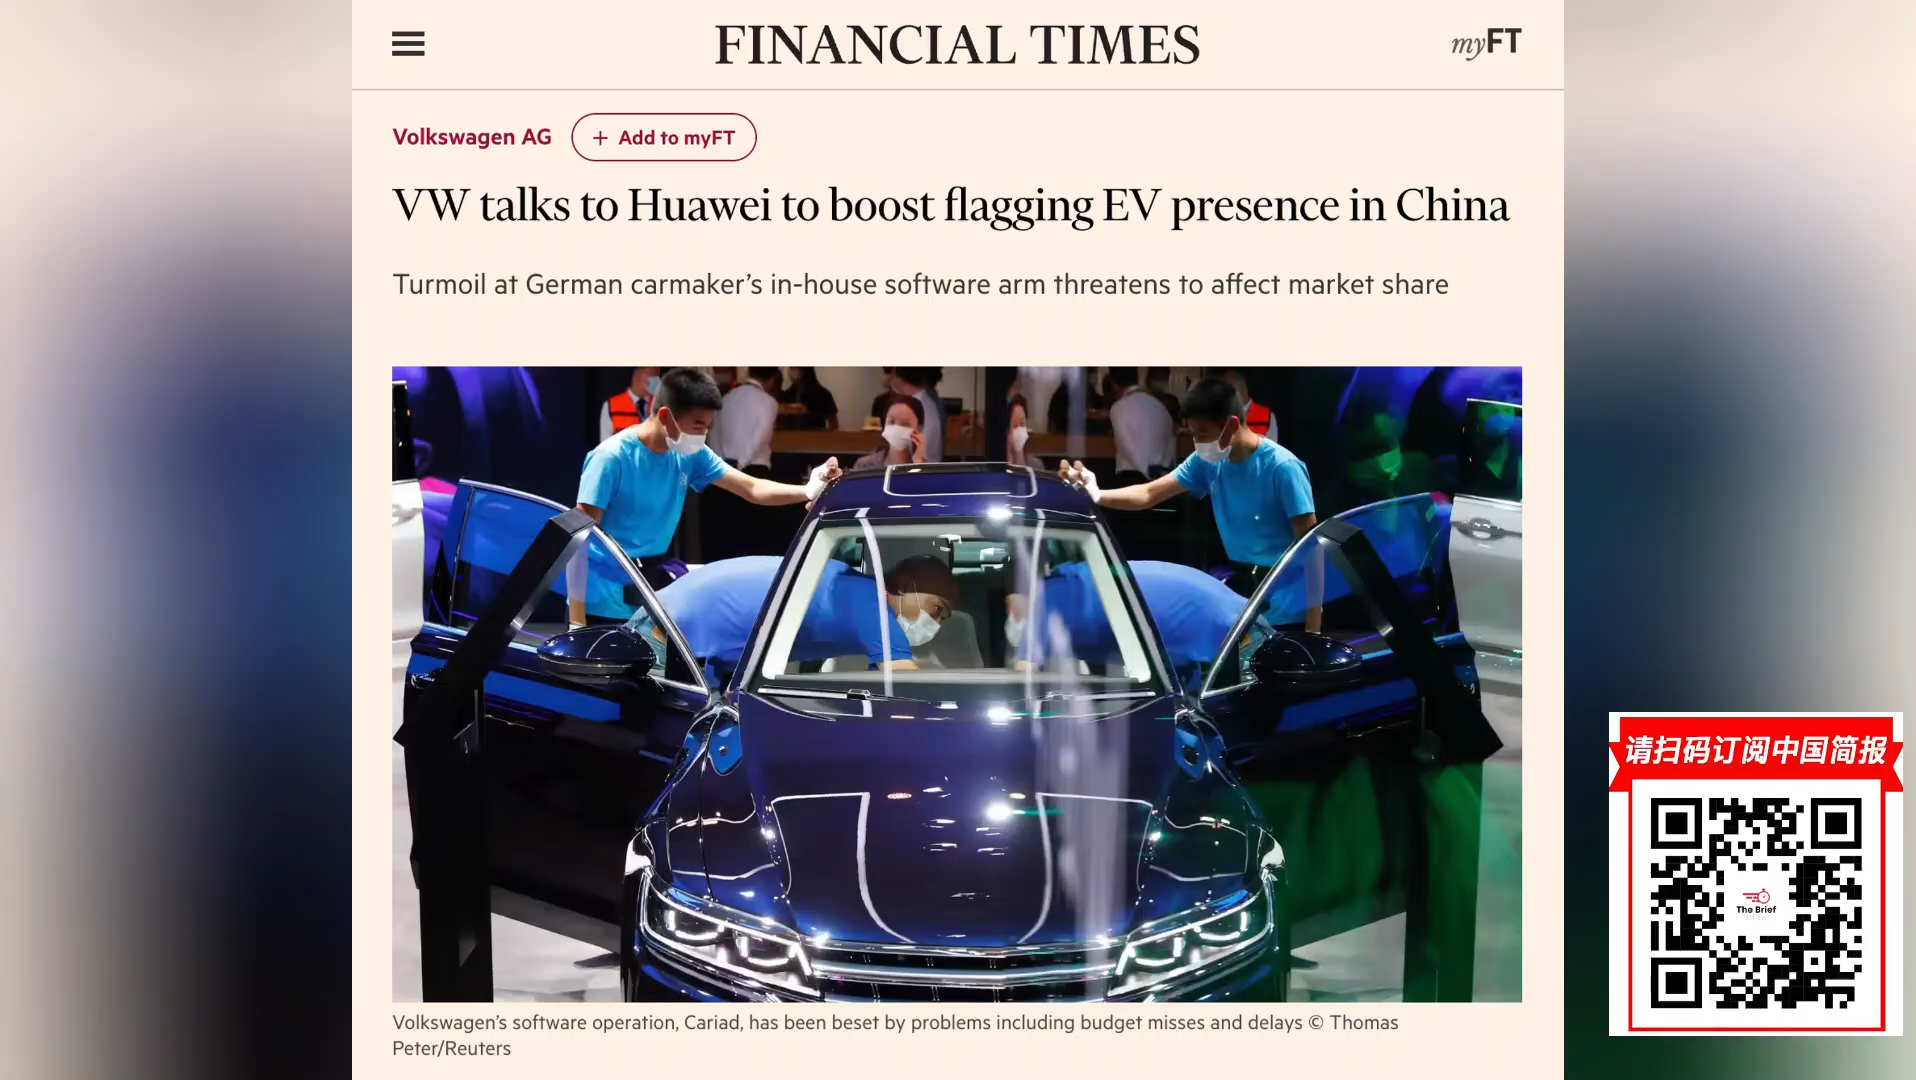 FINANCIAL TIMES
myFT
Volkswagen AG
+ Add to myFT
VW talks to Huawei to boost flagging EV presence in China
Turmoil at German carmaker’s in-house software arm threatens to affect market share
Volkswagen’s software operation, Cariad, has been beset by problems including budget misses and delays © Thomas
Peter/Reuters
请扫码订阅中国简报
The Brief